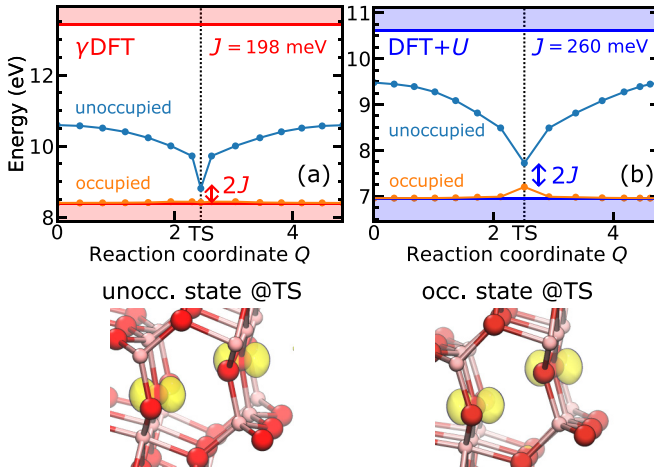 γDFT
J = 198 meV
unoccupied
occupied
2J
(a)
Energy (eV)
12
10
8
0
2
TS
4
Reaction coordinate Q
DFT+U
J = 260 meV
unoccupied
occupied
2J
(b)
11
10
9
8
7
0
2
TS
4
Reaction coordinate Q
unocc. state @TS
occ. state @TS